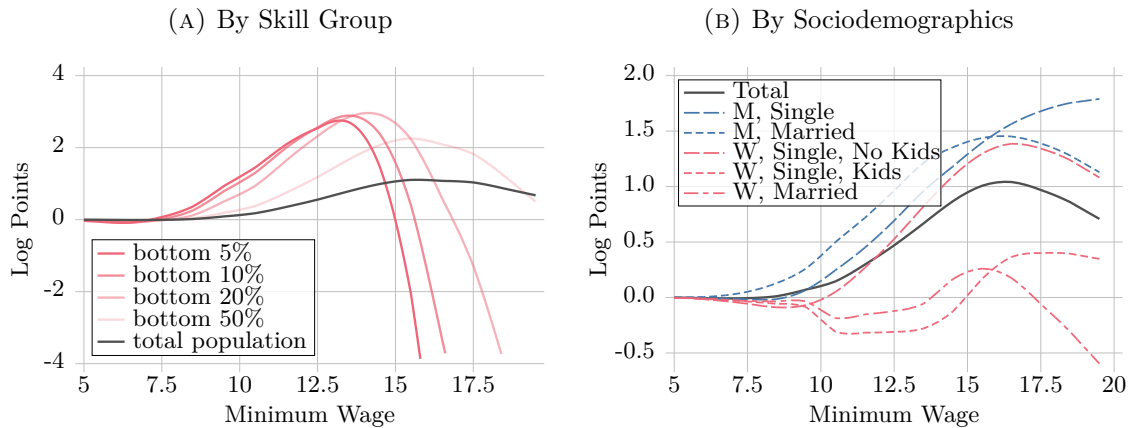 (A) By Skill Group
4
2
0
-2
-4
Log Points
bottom 5%
bottom 10%
bottom 20%
bottom 50%
total population
5
7.5
10
12.5
15
17.5
Minimum Wage
(B) By Sociodemographics
2.0
1.5
1.0
0.5
0.0
-0.5
Log Points
Total
M, Single
M, Married
W, Single, No Kids
W, Single, Kids
W, Married
5
7.5
10
12.5
15
17.5
20
Minimum Wage